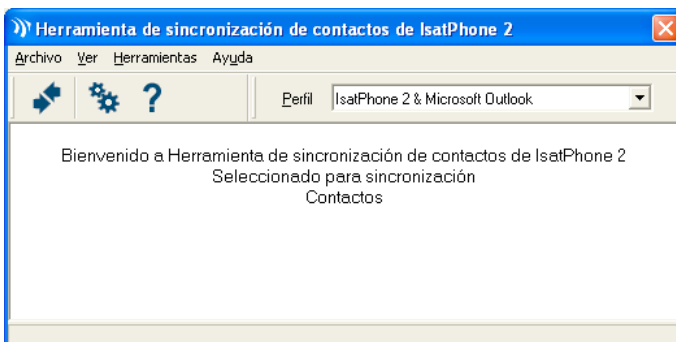 Herramienta de sincronización de contactos de IsatPhone 2
Archivo Ver Herramientas Ayuda
Perfil IsatPhone 2 & Microsoft Outlook
Bienvenido a Herramienta de sincronización de contactos de IsatPhone 2
Seleccionado para sincronización
Contactos